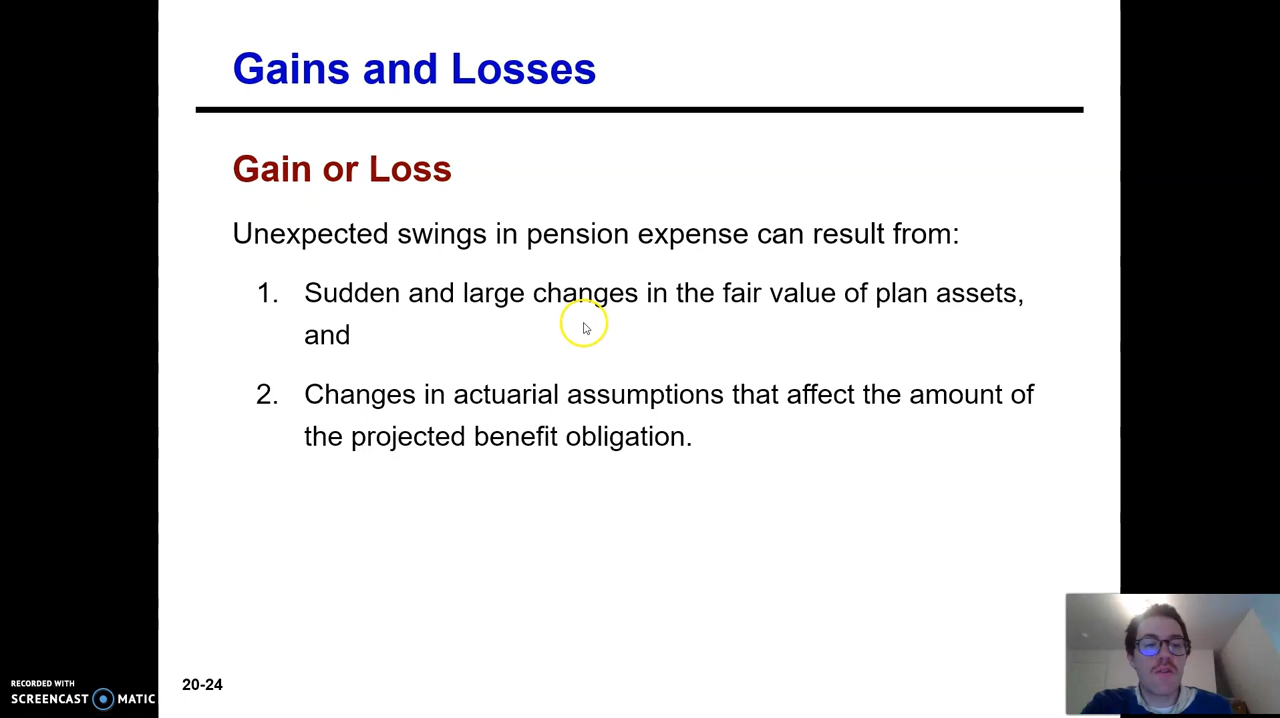 Gains and Losses
Gain or Loss
Unexpected swings in pension expense can result from:
1. Sudden and large changes in the fair value of plan assets,
and
2. Changes in actuarial assumptions that affect the amount of
the projected benefit obligation.
20-24
RECORDED WITH
SCREENCAST MATIC